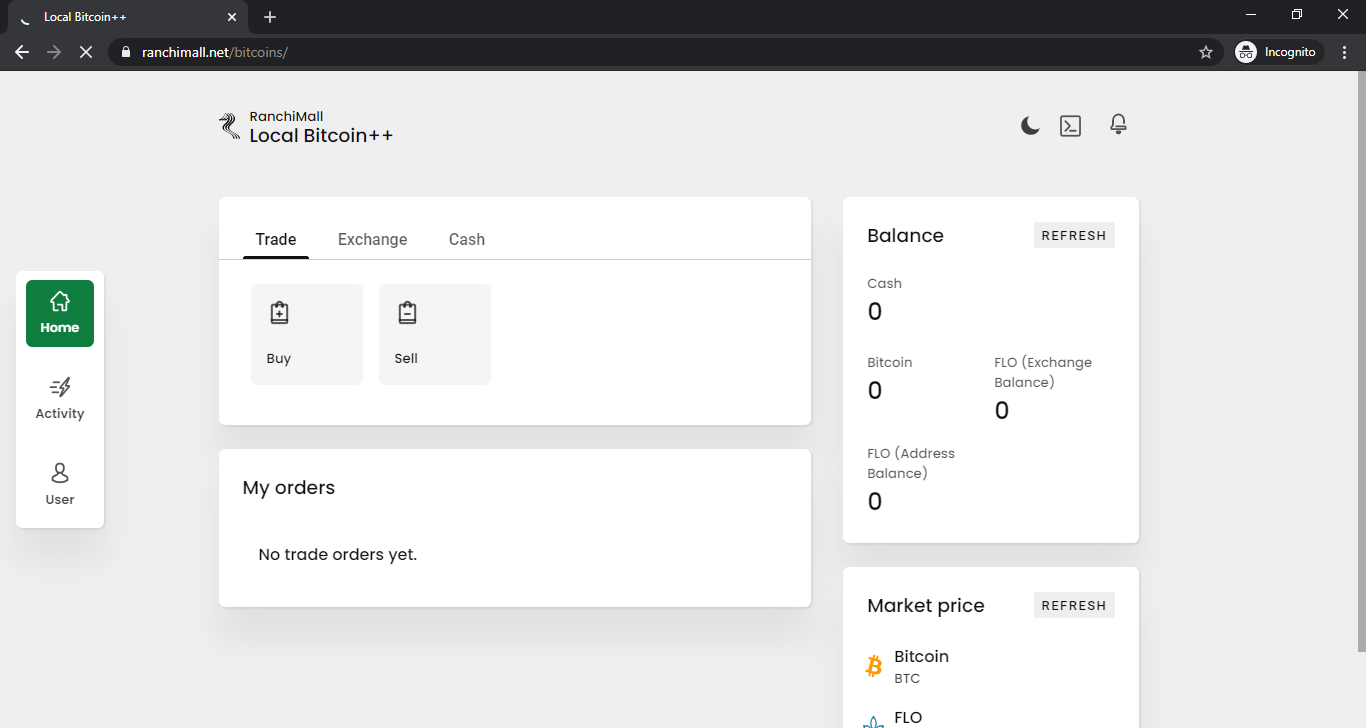 Local Bitcoin++
ranchimall.net/bitcoins/
Incognito
RanchiMall
Local Bitcoin++
Home
Activity
User
Trade
Exchange
Cash
Buy
Sell
My orders
No trade orders yet.
Balance
REFRESH
Cash
0
Bitcoin
0
FLO (Exchange
Balance)
0
FLO (Address
Balance)
0
Market price
REFRESH
Bitcoin
BTC
FLO